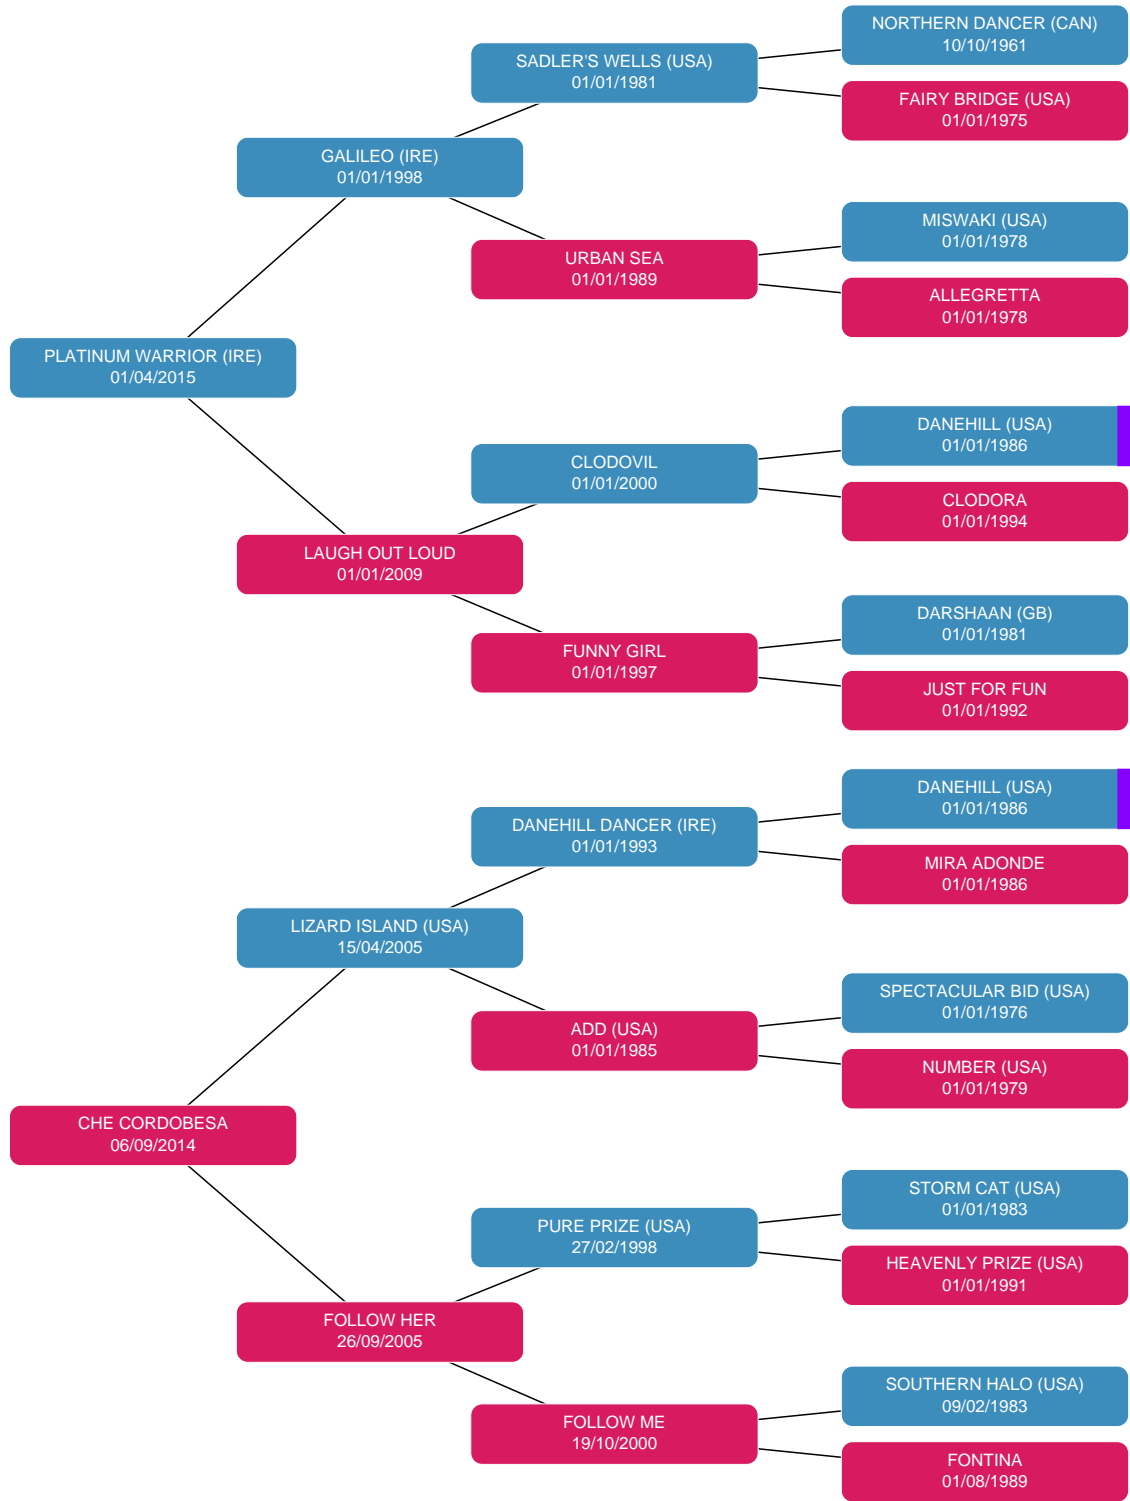 NORTHERN DANCER (CAN)
10/10/1961
SADLER'S WELLS (USA)
01/01/1981
FAIRY BRIDGE (USA)
01/01/1975
GALILEO (IRE)
01/01/1998
MISWAKI (USA)
01/01/1978
URBAN SEA
01/01/1989
ALLEGRETTA
01/01/1978
PLATINUM WARRIOR (IRE)
01/04/2015
DANEHILL (USA)
01/01/1986
CLODOVIL
01/01/2000
CLODORA
01/01/1994
LAUGH OUT LOUD
01/01/2009
DARSHAAN (GB)
01/01/1981
FUNNY GIRL
01/01/1997
JUST FOR FUN
01/01/1992
DANEHILL (USA)
01/01/1986
DANEHILL DANCER (IRE)
01/01/1993
MIRA ADONDE
01/01/1986
LIZARD ISLAND (USA)
15/04/2005
SPECTACULAR BID (USA)
01/01/1976
ADD (USA)
01/01/1985
NUMBER (USA)
01/01/1979
CHE CORDOBESA
06/09/2014
STORM CAT (USA)
01/01/1983
PURE PRIZE (USA)
27/02/1998
HEAVENLY PRIZE (USA)
01/01/1991
FOLLOW HER
26/09/2005
SOUTHERN HALO (USA)
09/02/1983
FOLLOW ME
19/10/2000
FONTINA
01/08/1989